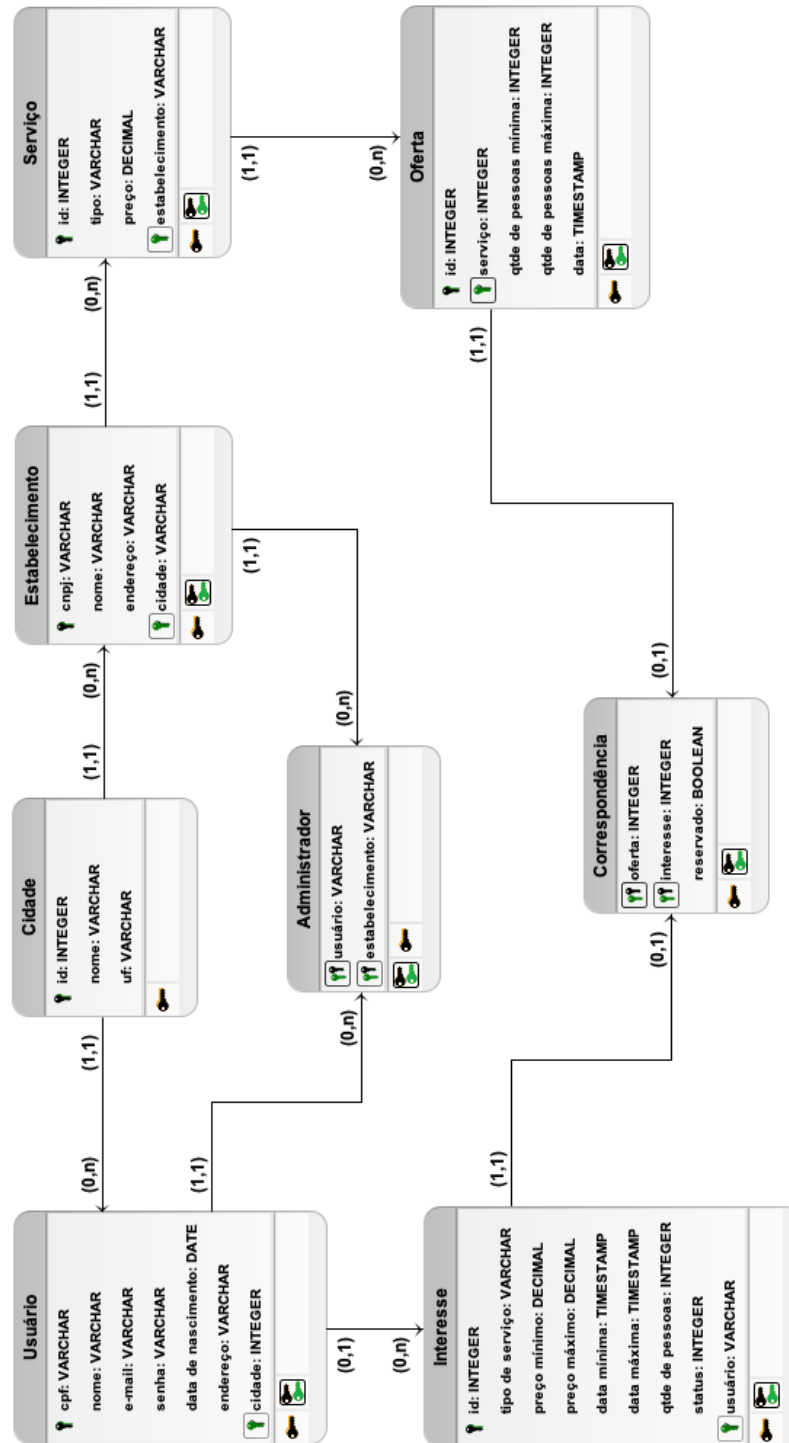 Usuário
cpf: VARCHAR
nome: VARCHAR
e-mail: VARCHAR
senha: VARCHAR
data de nascimento: DATE
endereço: VARCHAR
cidade: INTEGER
(0,n)
(1,1)
Cidade
id: INTEGER
nome: VARCHAR
uf: VARCHAR
(1,1)
(0,n)
Estabelecimento
cnpj: VARCHAR
nome: VARCHAR
endereço: VARCHAR
cidade: VARCHAR
(1,1)
(0,n)
Serviço
id: INTEGER
tipo: VARCHAR
preço: DECIMAL
estabelecimento: VARCHAR
(1,1)
(0,n)
Administrador
usuário: VARCHAR
estabelecimento: VARCHAR
(1,1)
(0,n)
(0,1)
(0,n)
Interesse
id: INTEGER
tipo de serviço: VARCHAR
preço mínimo: DECIMAL
preço máximo: DECIMAL
data mínima: TIMESTAMP
data máxima: TIMESTAMP
qtde de pessoas: INTEGER
status: INTEGER
usuário: VARCHAR
(1,1)
(0,1)
Correspondência
oferta: INTEGER
interesse: INTEGER
reservado: BOOLEAN
(0,1)
(1,1)
(1,1)
(0,n)
Oferta
id: INTEGER
serviço: INTEGER
qtde de pessoas mínima: INTEGER
qtde de pessoas máxima: INTEGER
data: TIMESTAMP